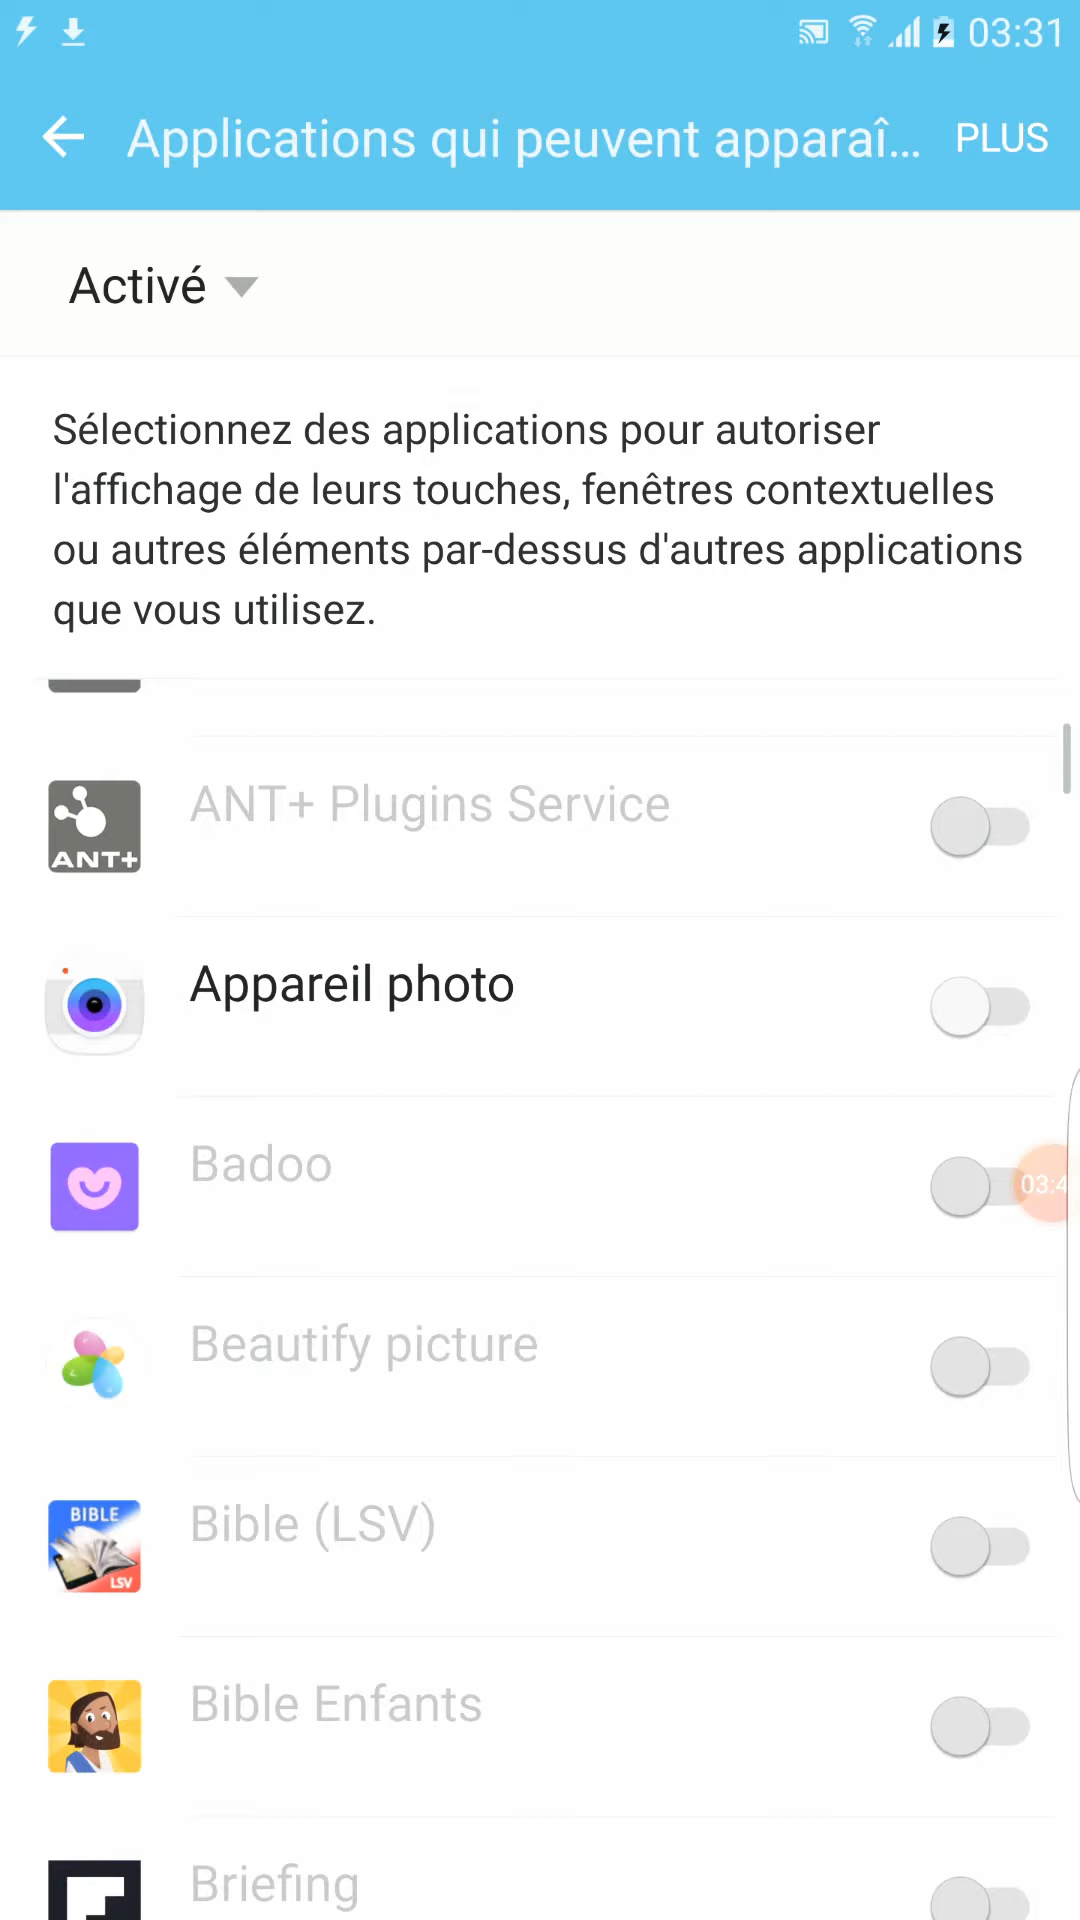 03:31
Applications qui peuvent apparaî... PLUS
Activé
Sélectionnez des applications pour autoriser
l'affichage de leurs touches, fenêtres contextuelles
ou autres éléments par-dessus d'autres applications
que vous utilisez.
ANT+ Plugins Service
ANT+
Appareil photo
Badoo
03:4
Beautify picture
Bible (LSV)
BIBLE
LSV
Bible Enfants
Briefing